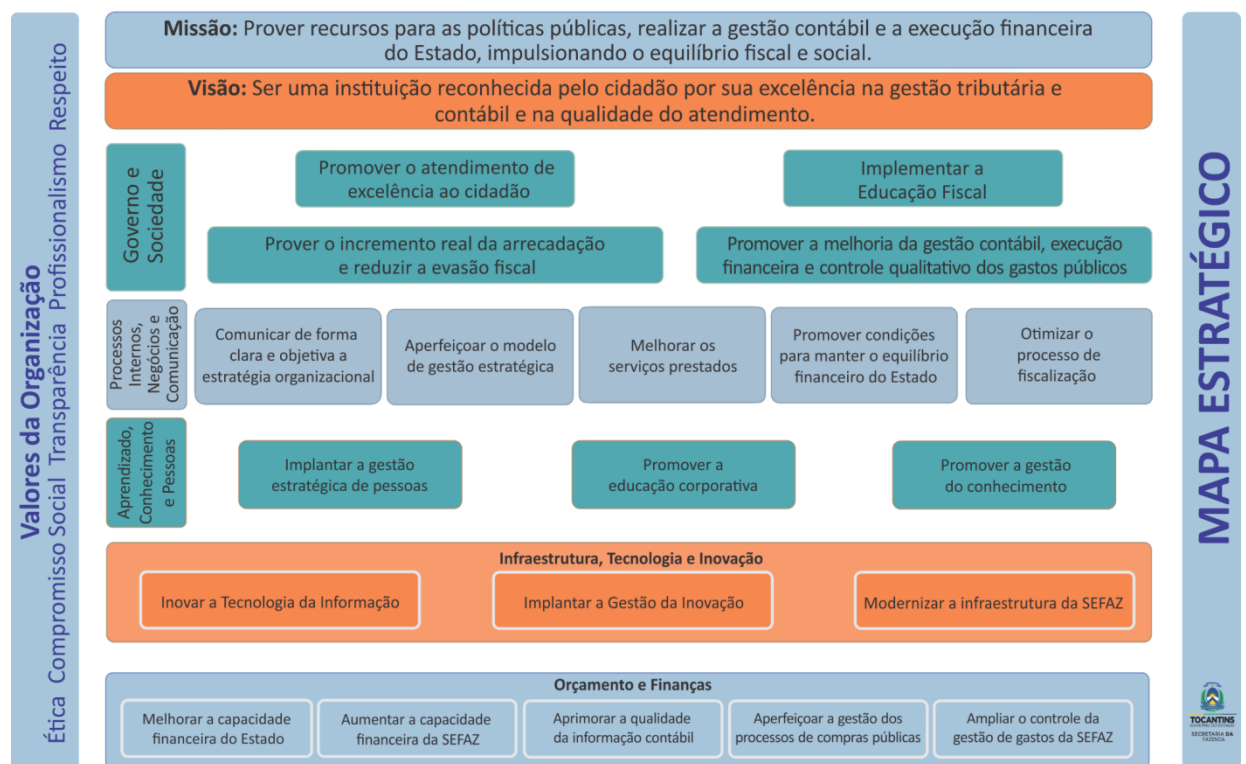 Valores da Organização
Ética Compromisso Social Transparência Profissionalismo Respeito
Missão: Prover recursos para as políticas públicas, realizar a gestão contábil e a execução financeira
do Estado, impulsionando o equilíbrio fiscal e social.
Visão: Ser uma instituição reconhecida pelo cidadão por sua excelência na gestão tributária e
contábil e na qualidade do atendimento.
Governo e
Sociedade
Promover o atendimento de
excelência ao cidadão
Implementar a
Educação Fiscal
Prover o incremento real da arrecadação
e reduzir a evasão fiscal
Promover a melhoria da gestão contábil, execução
financeira e controle qualitativo dos gastos públicos
Processos
Internos,
Negócios e
Comunicação
Comunicar de forma
clara e objetiva a
estratégia organizacional
Aperfeiçoar o modelo
de gestão estratégica
Melhorar os
serviços prestados
Promover condições
para manter o equilíbrio
financeiro do Estado
Otimizar o
processo de
fiscalização
Aprendizado,
Conhecimento
e Pessoas
Implantar a gestão
estratégica de pessoas
Promover a
educação corporativa
Promover a gestão
do conhecimento
Infraestrutura, Tecnologia e Inovação
Inovar a Tecnologia da Informação
Implantar a Gestão da Inovação
Modernizar a infraestrutura da SEFAZ
Orçamento e Finanças
Melhorar a capacidade
financeira do Estado
Aumentar a capacidade
financeira da SEFAZ
Aprimorar a qualidade
da informação contábil
Aperfeiçoar a gestão dos
processos de compras públicas
Ampliar o controle da
gestão de gastos da SEFAZ
MAPA ESTRATÉGICO
TOCANTINS
GOVERNO DO ESTADO
SECRETARIA DA
FAZENDA